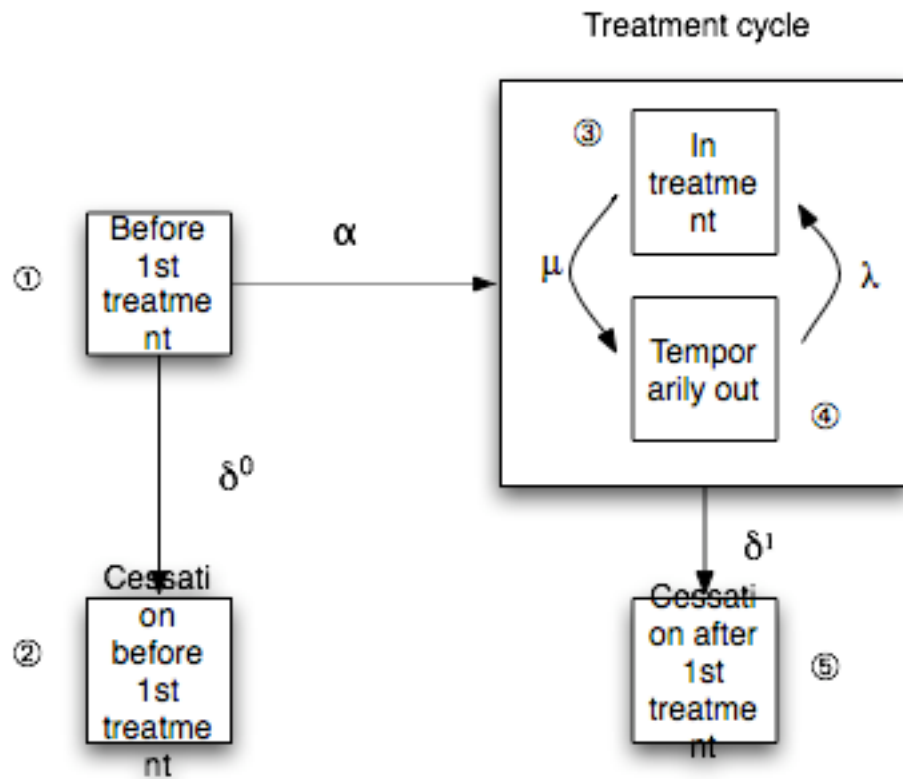 Treatment cycle
①
Before
1st
treatme
nt
α
③
In
treatme
nt
μ
λ
Tempor
arily out
④
δ⁰
δ¹
②
Cessati
on
before
1st
treatme
nt
Cessati
on after
1st
treatme
nt
⑤